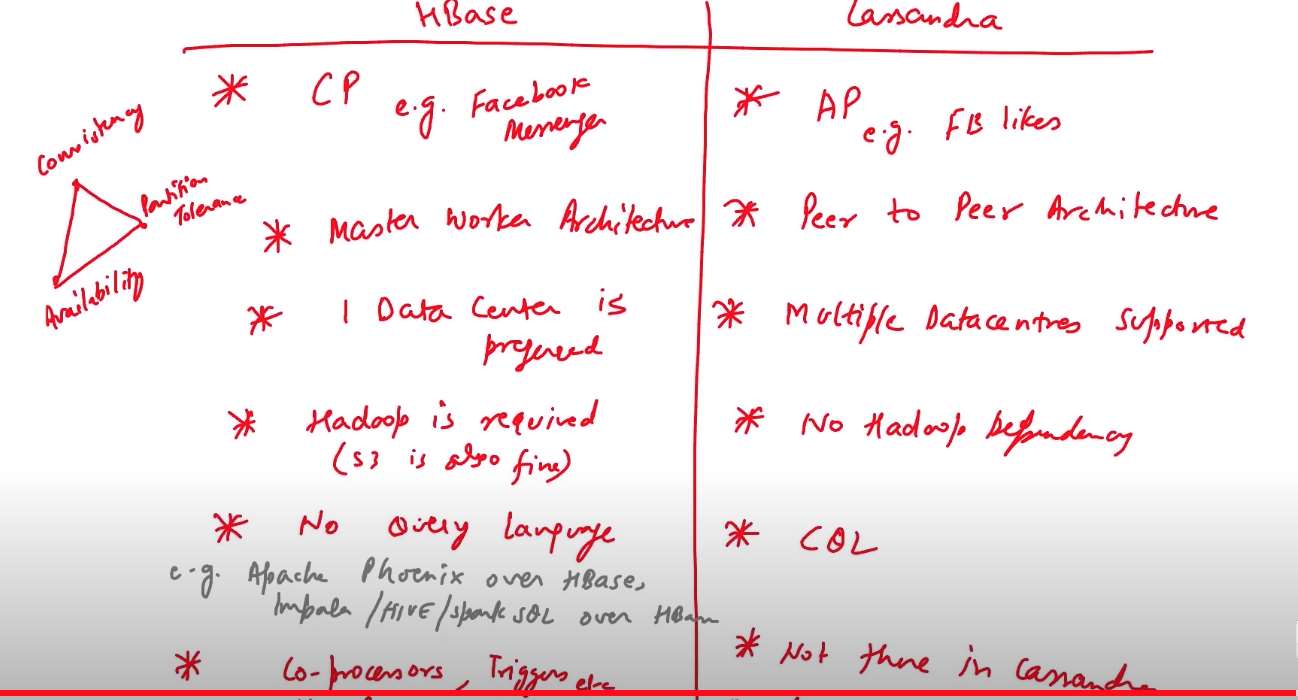 HBase
Cassandra
* CP e.g. Facebook
Messenger
* AP
e.g. FB likes
Consistency
Partition
Tolerance
Availability
* Master Worker Architecture
* Peer to Peer Architecture
* 1 Data Center is
preferred
* Multiple Datacentres Supported
* Hadoop is required
(S3 is also fine)
* No Hadoop Dependency
* No Query language
* CQL
e.g. Apache Phoenix over HBase,
Impala/HIVE/spark SQL over HBase
* Co-processors, Triggers etc
* Not there in Cassandra